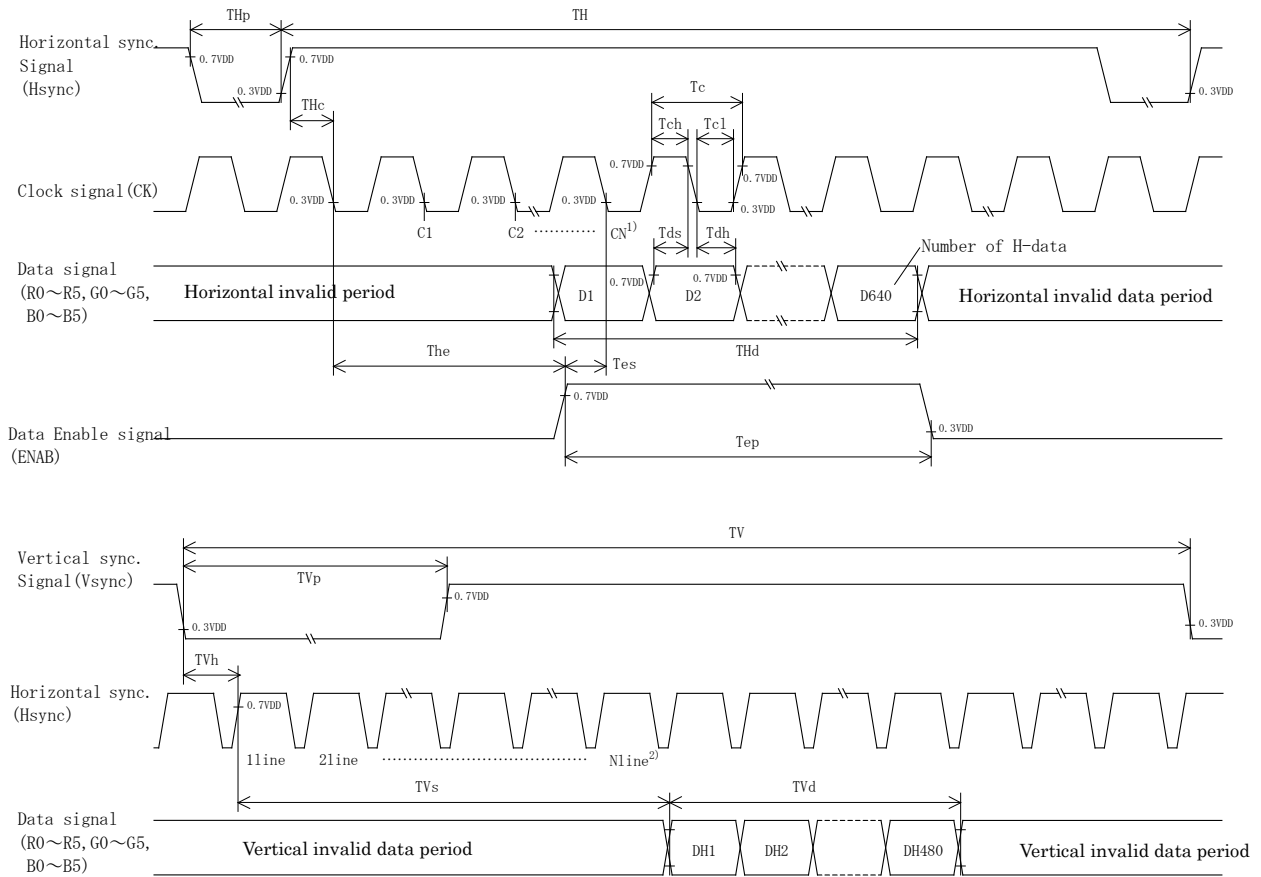 THp
TH
Horizontal sync.
Signal
(Hsync)
0.7VDD
0.7VDD
0.3VDD
0.3VDD
THc
Tc
Tch
Tcl
Clock signal(CK)
0.3VDD
0.3VDD
0.3VDD
0.3VDD
0.7VDD
0.7VDD
0.3VDD
C1
C2
CN1)
Tds
Tdh
Number of H-data
Data signal
(R0~R5,G0~G5,
B0~B5)
Horizontal invalid period
D1
0.7VDD
D2
0.7VDD
D640
Horizontal invalid data period
The
Tes
THd
0.7VDD
Data Enable signal
(ENAB)
Tep
0.3VDD
TV
Vertical sync.
Signal(Vsync)
TVp
0.7VDD
0.3VDD
0.3VDD
TVh
Horizontal sync.
(Hsync)
0.7VDD
1line
2line
Nline2)
TVs
TVd
Data signal
(R0~R5,G0~G5,
B0~B5)
Vertical invalid data period
DH1
DH2
DH480
Vertical invalid data period